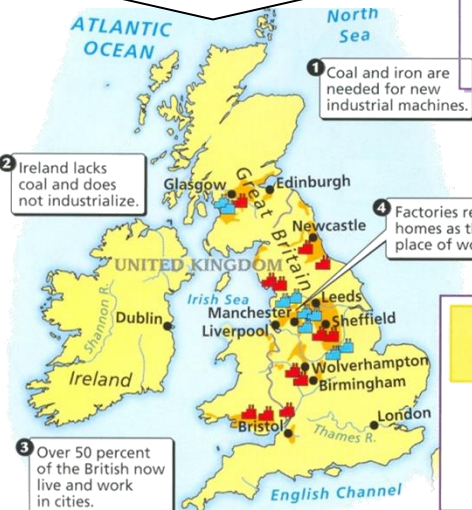 ATLANTIC
OCEAN
North
Sea
1 Coal and iron are
needed for new
industrial machines.
2 Ireland lacks
coal and does
not industrialize.
Glasgow
Edinburgh
Great Britain
4 Factories re
homes as th
place of wo
Newcastle
UNITED KINGDOM
Irish Sea
Leeds
Manchester
Liverpool
Sheffield
Shannon R.
Dublin
Ireland
Wolverhampton
Birmingham
London
Bristol
Thames R.
3 Over 50 percent
of the British now
live and work
in cities.
English Channel